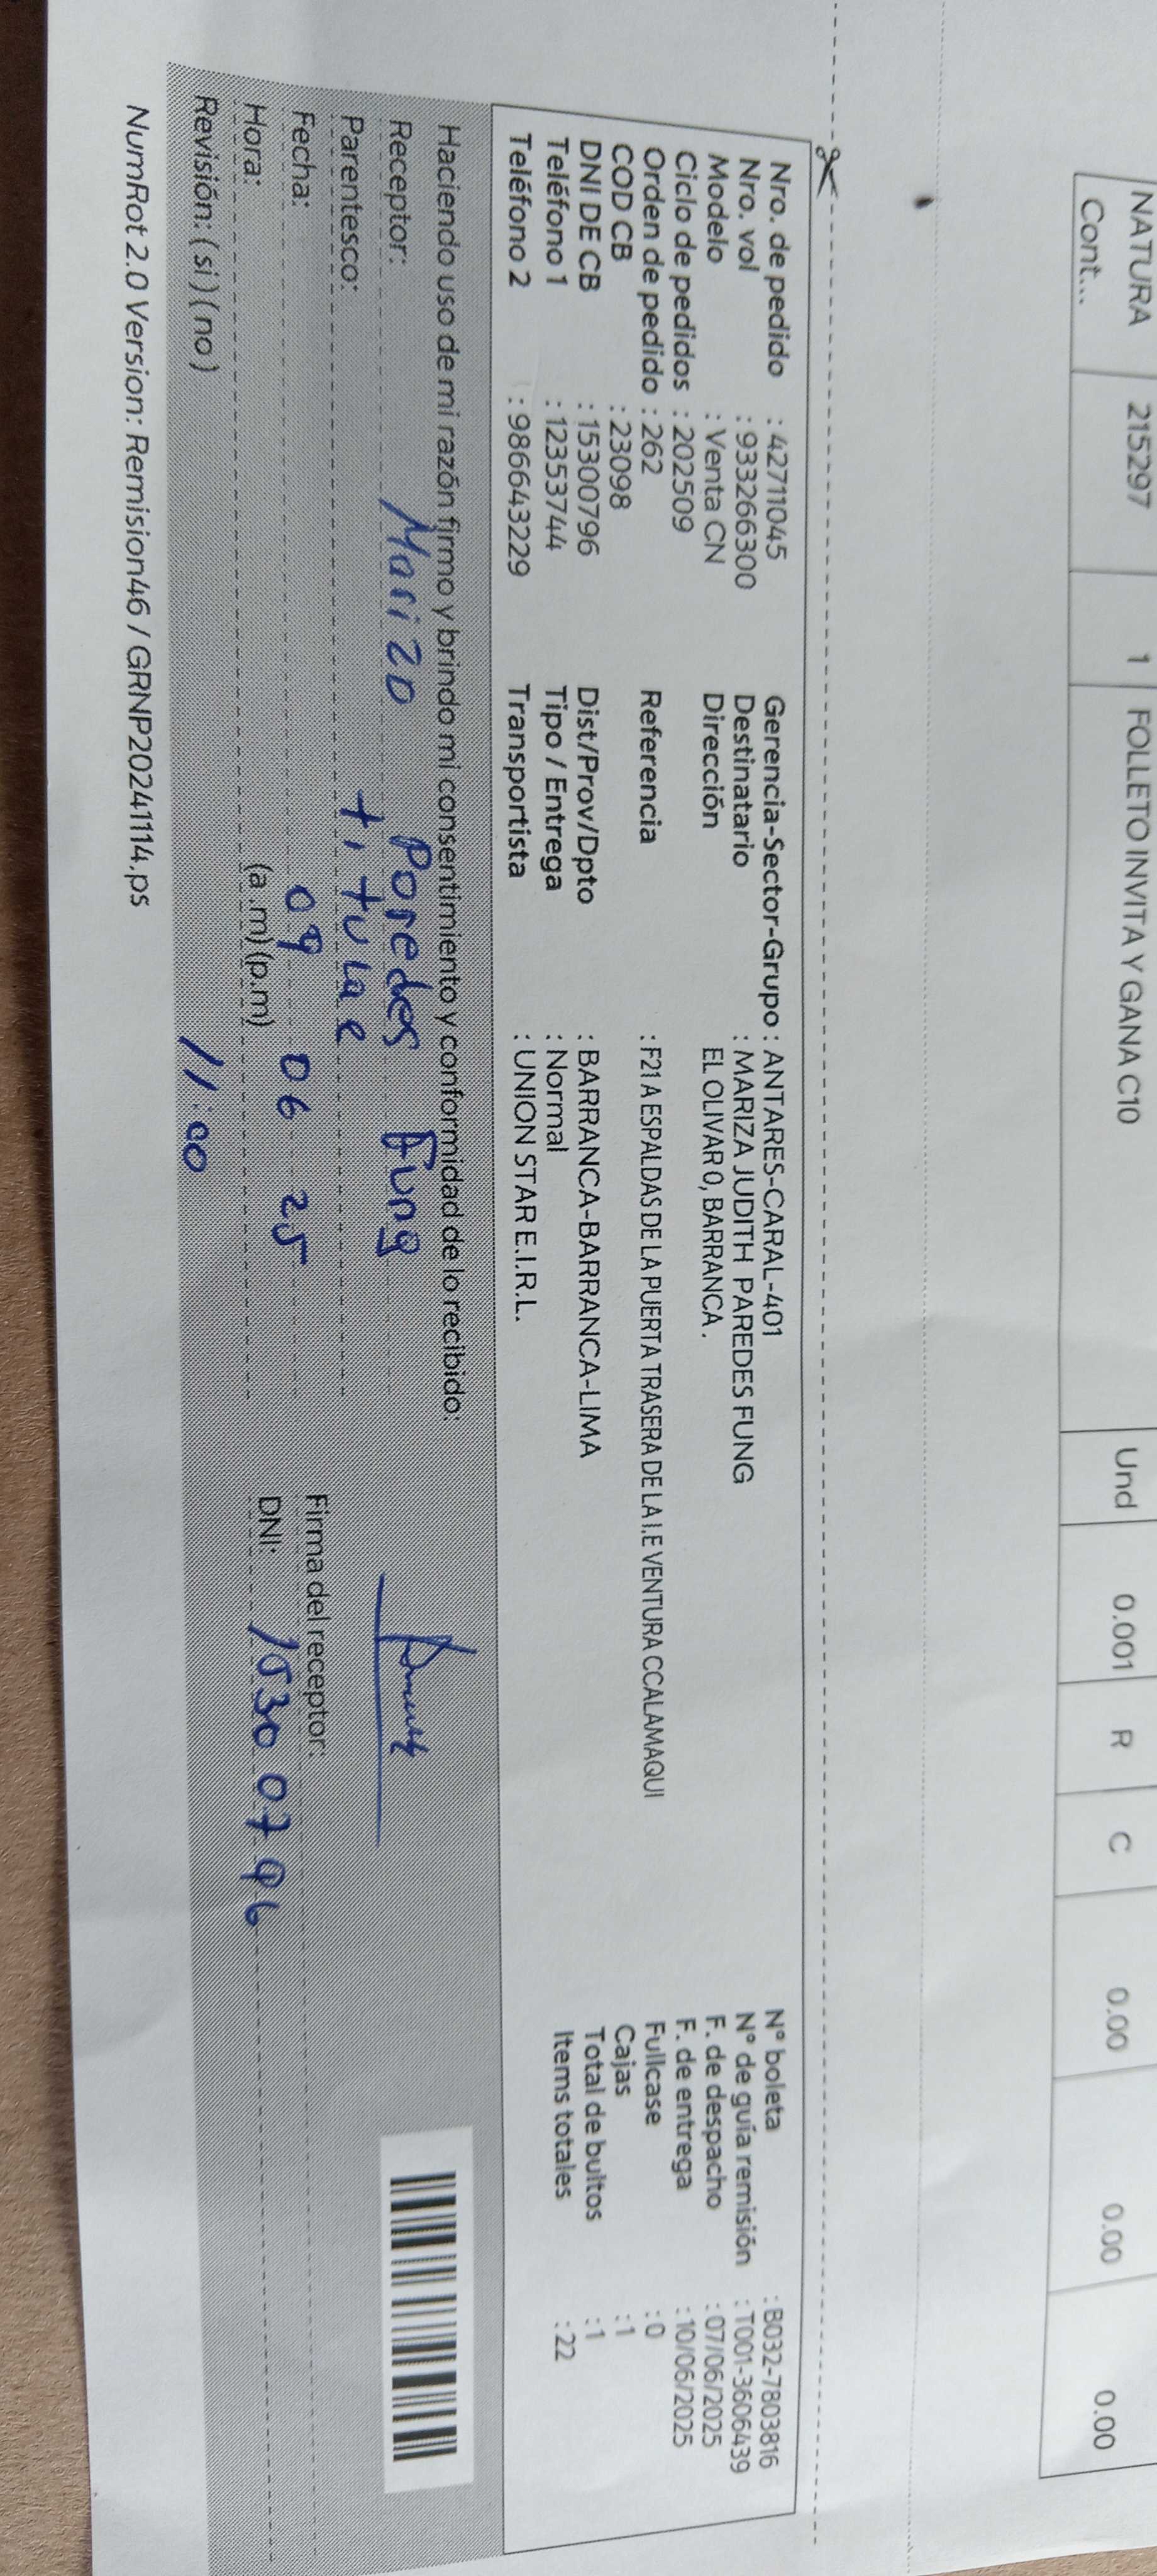 NATURA 215297 1 FOLLETO INVITA Y GANA C10 Und 0.001 R C 0.00 0.00 0.00
Cont...
Nro. de pedido : 42711045 Gerencia-Sector-Grupo : ANTARES-CARAL-401 N° boleta : B032-7803816
Nro. vol : 933266300 Destinatario : MARIZA JUDITH PAREDES FUNG N° de guía remisión : T001-3606439
Modelo : Venta CN Dirección EL OLIVAR 0, BARRANCA . F. de despacho : 07/06/2025
Ciclo de pedidos : 202509 F. de entrega : 10/06/2025
Orden de pedido : 262 Referencia : F21 A ESPALDAS DE LA PUERTA TRASERA DE LA I.E VENTURA CCALAMAQUI Fullcase : 0
COD CB : 23098 Cajas : 1
DNI DE CB : 15300796 Dist/Prov/Dpto : BARRANCA-BARRANCA-LIMA Total de bultos : 1
Teléfono 1 : 12353744 Tipo / Entrega : Normal Items totales : 22
Teléfono 2 : 986643229 Transportista : UNION STAR E.I.R.L.
Haciendo uso de mi razón firmo y brindo mi consentimiento y conformidad de lo recibido:
Receptor: Mariza Paredes Fung
Parentesco: titular
Fecha: 09 06 25 Firma del receptor:
Hora: (a.m) (p.m) 11:00 DNI: 15300796
Revisión: ( si ) ( no )
NumRot 2.0 Version: Remision46 / GRNP20241114.ps